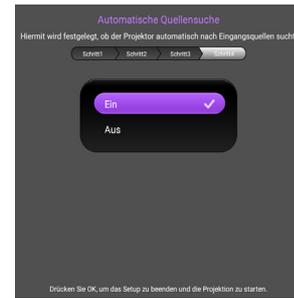 Automatische Quellensuche
Hiermit wird festgelegt, ob der Projektor automatisch nach Eingangsquellen sucht
Schritt1 Schritt2 Schritt3 Schritt4
Ein
Aus
Drücken Sie OK, um das Setup zu beenden und die Projektion zu starten.